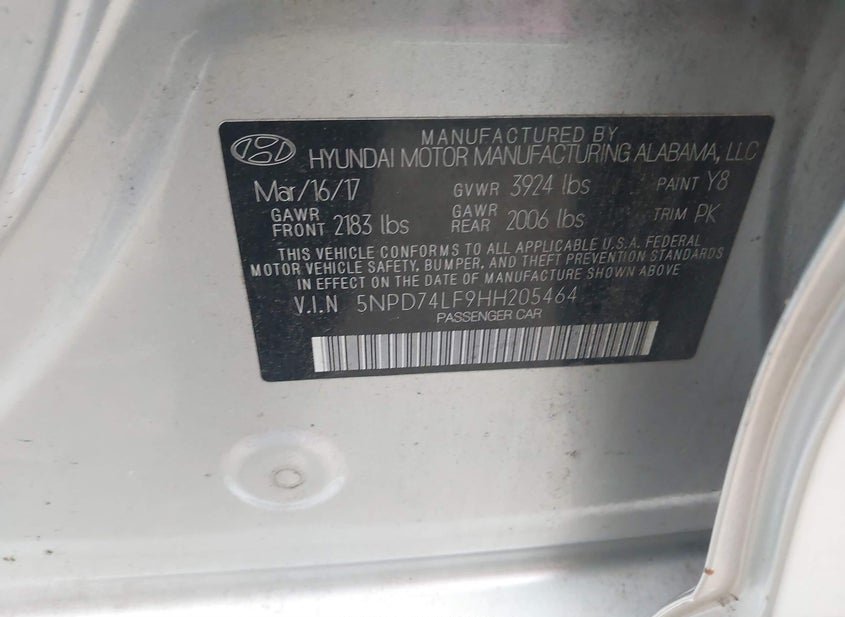 MANUFACTURED BY
HYUNDAI MOTOR MANUFACTURING ALABAMA, LLC
Mar/16/17 GVWR 3924 lbs PAINT Y8
GAWR FRONT 2183 lbs GAWR REAR 2006 lbs TRIM PK
THIS VEHICLE CONFORMS TO ALL APPLICABLE U.S.A. FEDERAL
MOTOR VEHICLE SAFETY, BUMPER, AND THEFT PREVENTION STANDARDS
IN EFFECT ON THE DATE OF MANUFACTURE SHOWN ABOVE
V.I.N 5NPD74LF9HH205464
PASSENGER CAR